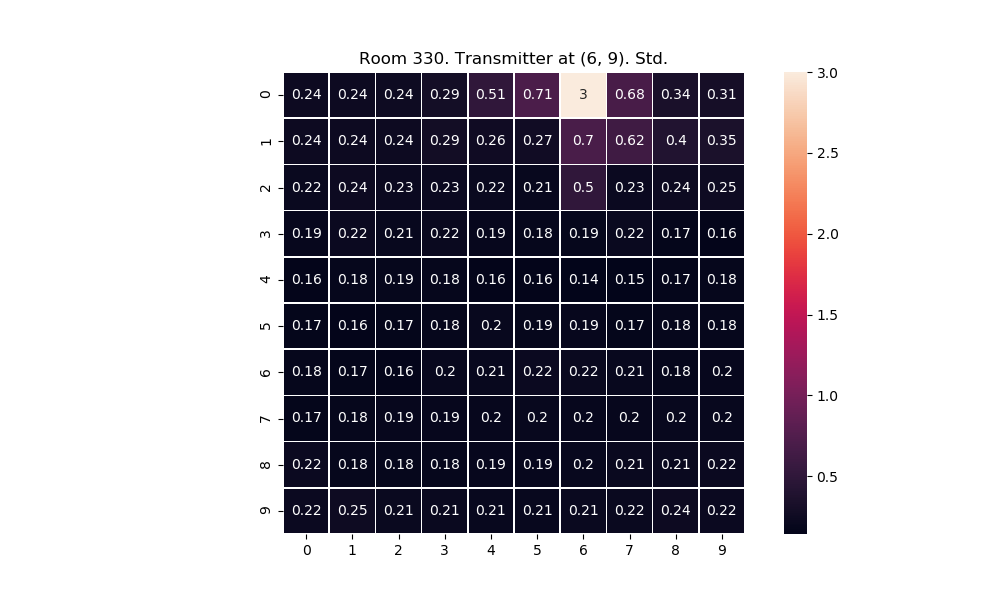 Room 330. Transmitter at (6, 9). Std.
0 0.24 0.24 0.24 0.29 0.51 0.71 3 0.68 0.34 0.31
1 0.24 0.24 0.24 0.29 0.26 0.27 0.7 0.62 0.4 0.35
2 0.22 0.24 0.23 0.23 0.22 0.21 0.5 0.23 0.24 0.25
3 0.19 0.22 0.21 0.22 0.19 0.18 0.19 0.22 0.17 0.16
4 0.16 0.18 0.19 0.18 0.16 0.16 0.14 0.15 0.17 0.18
5 0.17 0.16 0.17 0.18 0.2 0.19 0.19 0.17 0.18 0.18
6 0.18 0.17 0.16 0.2 0.21 0.22 0.22 0.21 0.18 0.2
7 0.17 0.18 0.19 0.19 0.2 0.2 0.2 0.2 0.2 0.2
8 0.22 0.18 0.18 0.18 0.19 0.19 0.2 0.21 0.21 0.22
9 0.22 0.25 0.21 0.21 0.21 0.21 0.21 0.22 0.24 0.22
0 1 2 3 4 5 6 7 8 9
3.0
2.5
2.0
1.5
1.0
0.5